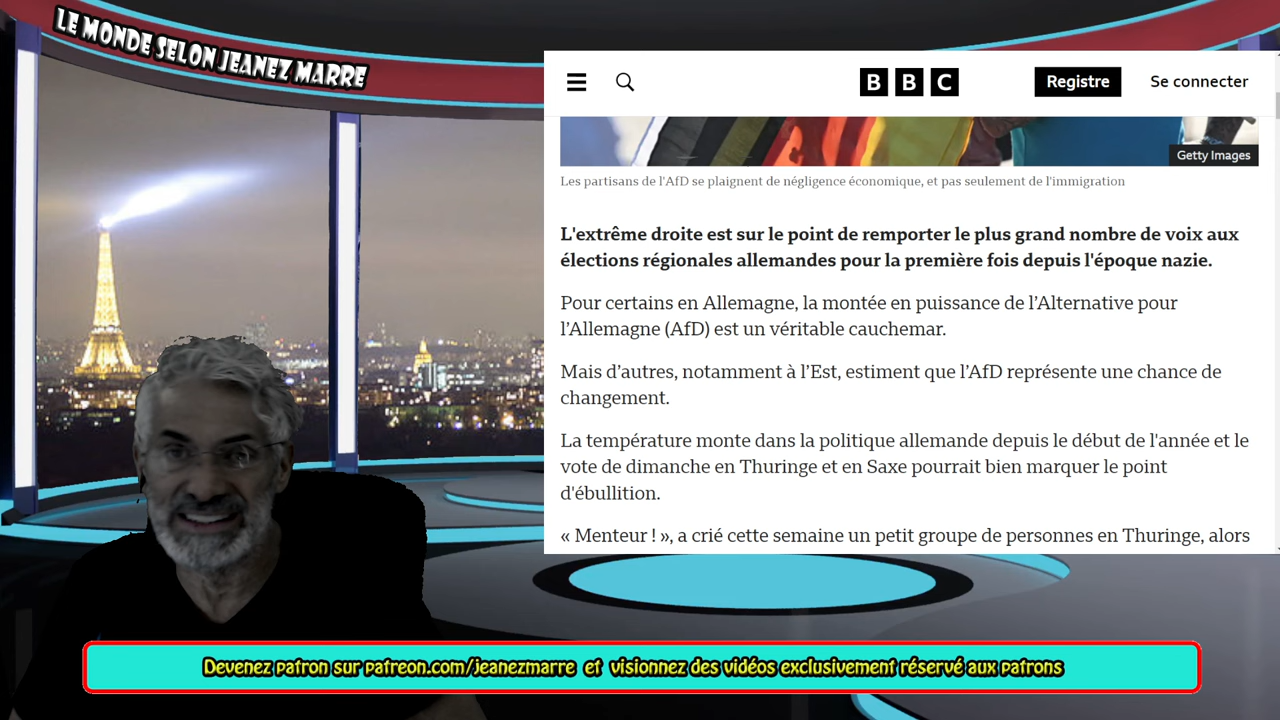 LE MONDE SELON JEANEZ MARRE
BBC
Registre
Se connecter
Getty Images
Les partisans de l'AfD se plaignent de négligence économique, et pas seulement de l'immigration
L'extrême droite est sur le point de remporter le plus grand nombre de voix aux
élections régionales allemandes pour la première fois depuis l'époque nazie.
Pour certains en Allemagne, la montée en puissance de l’Alternative pour
l’Allemagne (AfD) est un véritable cauchemar.
Mais d’autres, notamment à l’Est, estiment que l’AfD représente une chance de
changement.
La température monte dans la politique allemande depuis le début de l'année et le
vote de dimanche en Thuringe et en Saxe pourrait bien marquer le point
d'ébullition.
« Menteur ! », a crié cette semaine un petit groupe de personnes en Thuringe, alors
Devenez patron sur patreon.com/jeanezmarre et visionnez des vidéos exclusivement réservé aux patrons